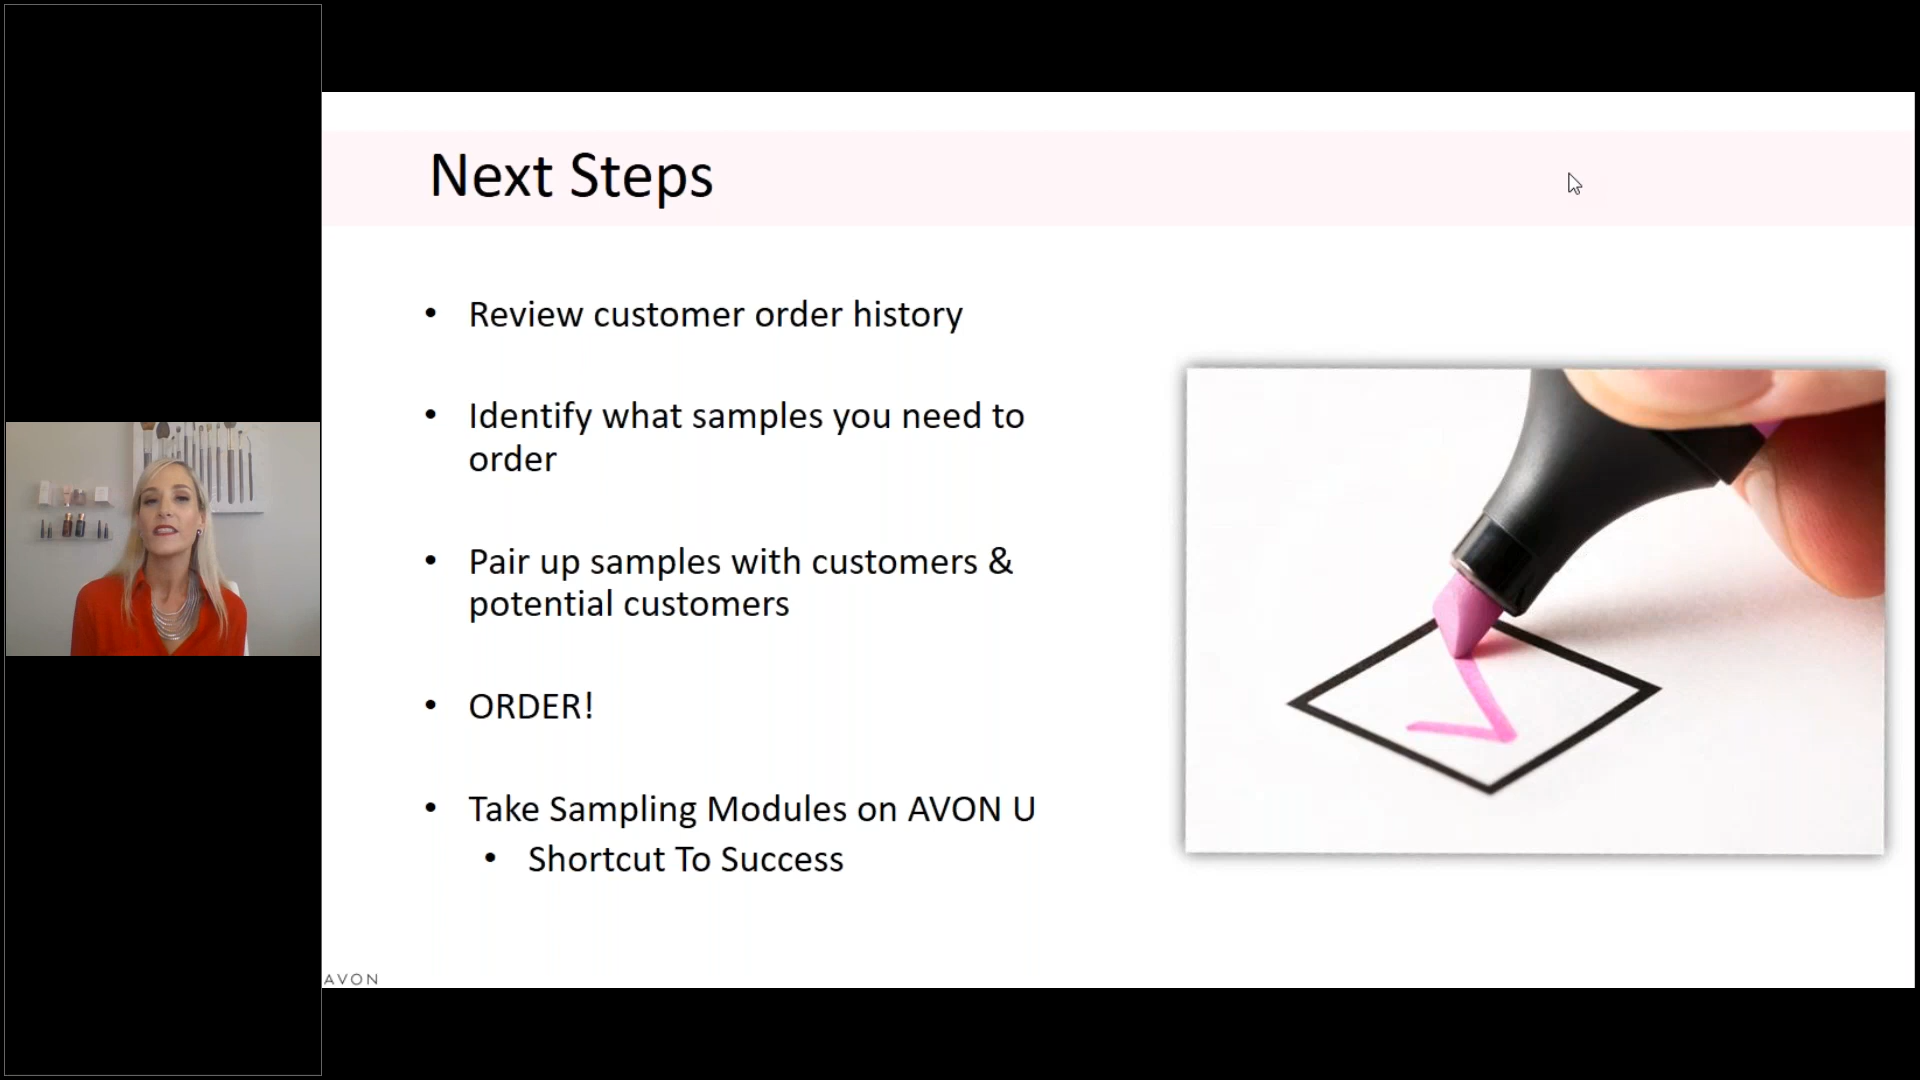 Next Steps
• Review customer order history
• Identify what samples you need to
order
• Pair up samples with customers &
potential customers
• ORDER!
• Take Sampling Modules on AVON U
• Shortcut To Success
AVON